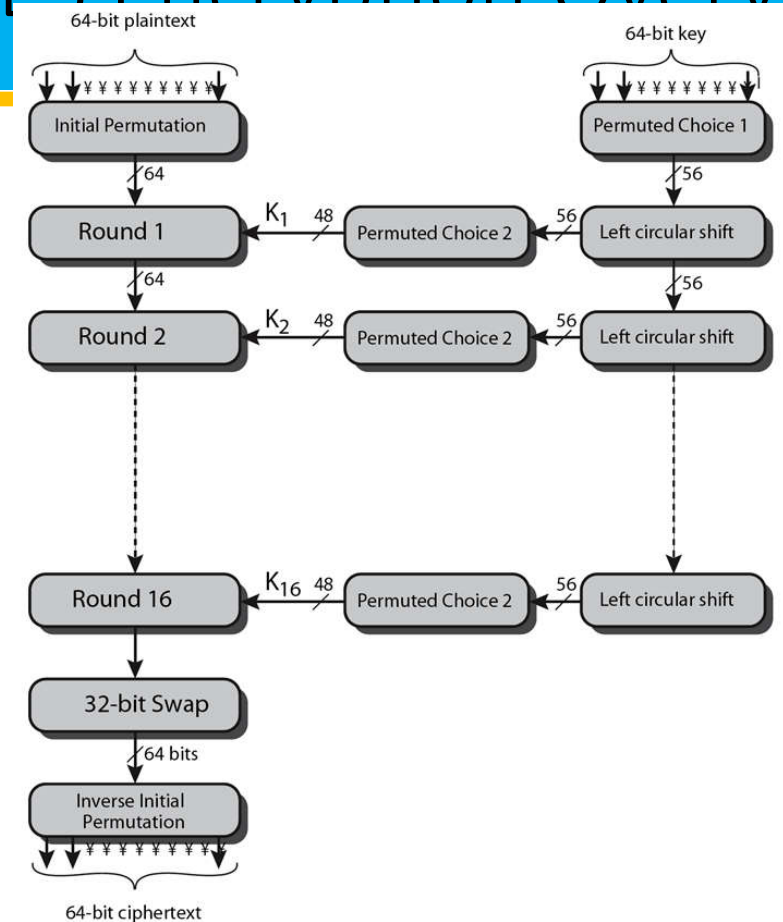 64-bit plaintext
64-bit key
¥ ¥ ¥ ¥ ¥ ¥ ¥ ¥ ¥
¥ ¥ ¥ ¥ ¥ ¥ ¥ ¥ ¥
Initial Permutation
Permuted Choice 1
64
56
Round 1
K1
48
Permuted Choice 2
56
Left circular shift
64
56
Round 2
K2
48
Permuted Choice 2
56
Left circular shift
Round 16
K16
48
Permuted Choice 2
56
Left circular shift
32-bit Swap
64 bits
Inverse Initial
Permutation
¥ ¥ ¥ ¥ ¥ ¥ ¥ ¥ ¥
64-bit ciphertext